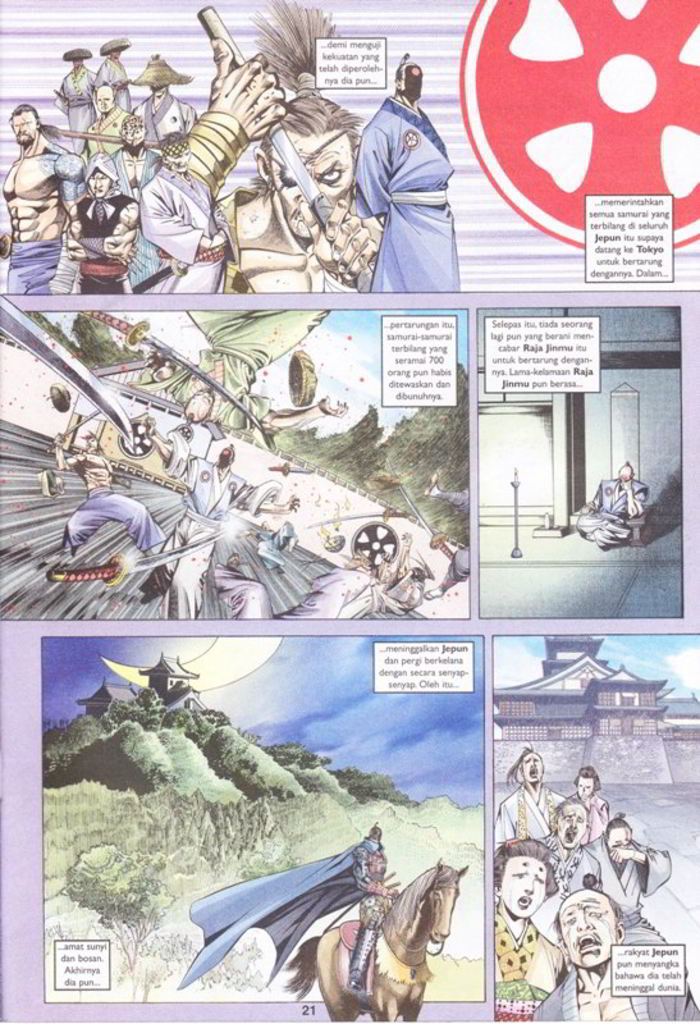 ...demi menguji
kekuatan yang
telah diperoleh-
nya dia pun...
...memerintahkan
semua samurai yang
terbilang di seluruh
Jepun itu supaya
datang ke Tokyo
untuk bertarung
dengannya. Dalam...
...pertarungan itu,
samurai-samurai
terbilang yang
seramai 700
orang pun habis
ditewaskan dan
dibunuhnya.
Selepas itu, tiada seorang
lagi pun yang berani men-
cabar Raja Jinmu itu
untuk bertarung dengan-
nya. Lama-kelamaan Raja
Jinmu pun berasa...
...amat sunyi
dan bosan.
Akhirnya
dia pun...
...meninggalkan Jepun
dan pergi berkelana
dengan secara senyap-
senyap. Oleh itu...
...rakyat Jepun
pun menyangka
bahawa dia telah
meninggal dunia.
21